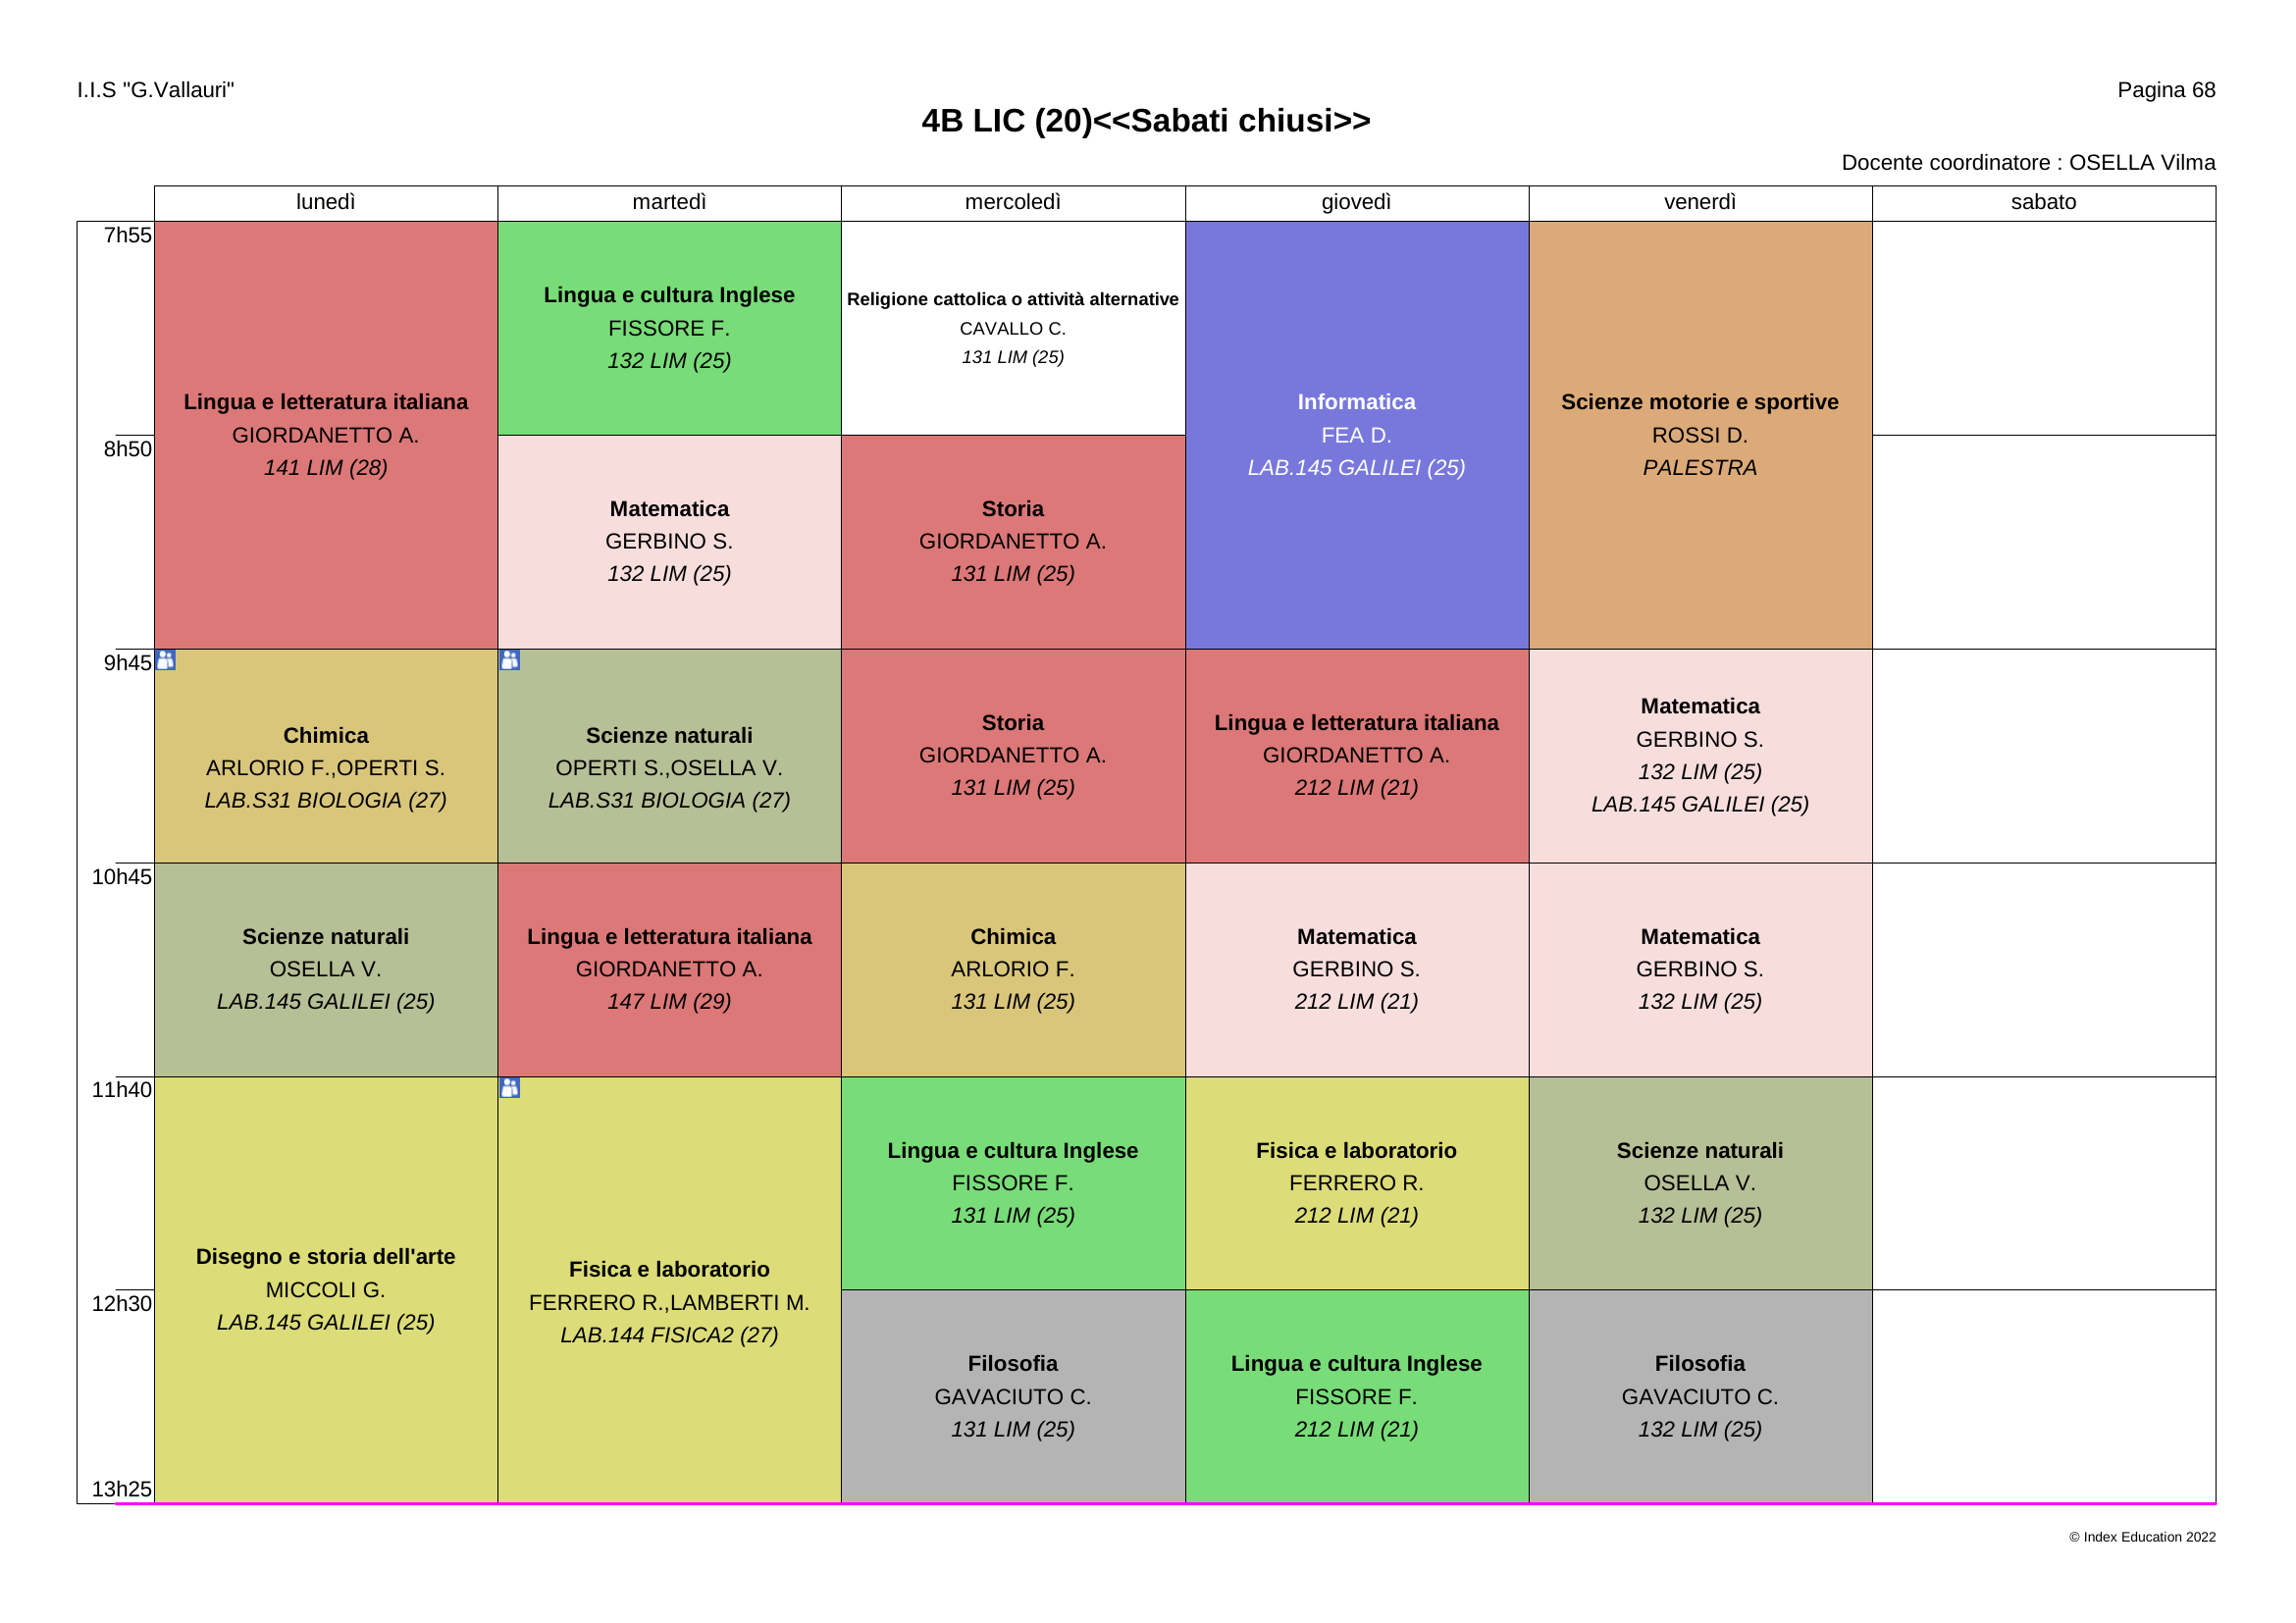 I.I.S "G.Vallauri"
Pagina 68
4B LIC (20)<<Sabati chiusi>>
Docente coordinatore : OSELLA Vilma
lunedì
martedì
mercoledì
giovedì
venerdì
sabato
7h55
Lingua e letteratura italiana
GIORDANETTO A.
141 LIM (28)
Lingua e cultura Inglese
FISSORE F.
132 LIM (25)
Religione cattolica o attività alternative
CAVALLO C.
131 LIM (25)
Informatica
FEA D.
LAB.145 GALILEI (25)
Scienze motorie e sportive
ROSSI D.
PALESTRA
8h50
Matematica
GERBINO S.
132 LIM (25)
Storia
GIORDANETTO A.
131 LIM (25)
9h45
Chimica
ARLORIO F.,OPERTI S.
LAB.S31 BIOLOGIA (27)
Scienze naturali
OPERTI S.,OSELLA V.
LAB.S31 BIOLOGIA (27)
Storia
GIORDANETTO A.
131 LIM (25)
Lingua e letteratura italiana
GIORDANETTO A.
212 LIM (21)
Matematica
GERBINO S.
132 LIM (25)
LAB.145 GALILEI (25)
10h45
Scienze naturali
OSELLA V.
LAB.145 GALILEI (25)
Lingua e letteratura italiana
GIORDANETTO A.
147 LIM (29)
Chimica
ARLORIO F.
131 LIM (25)
Matematica
GERBINO S.
212 LIM (21)
Matematica
GERBINO S.
132 LIM (25)
11h40
Disegno e storia dell'arte
MICCOLI G.
LAB.145 GALILEI (25)
Fisica e laboratorio
FERRERO R.,LAMBERTI M.
LAB.144 FISICA2 (27)
Lingua e cultura Inglese
FISSORE F.
131 LIM (25)
Fisica e laboratorio
FERRERO R.
212 LIM (21)
Scienze naturali
OSELLA V.
132 LIM (25)
12h30
Filosofia
GAVACIUTO C.
131 LIM (25)
Lingua e cultura Inglese
FISSORE F.
212 LIM (21)
Filosofia
GAVACIUTO C.
132 LIM (25)
13h25
© Index Education 2022